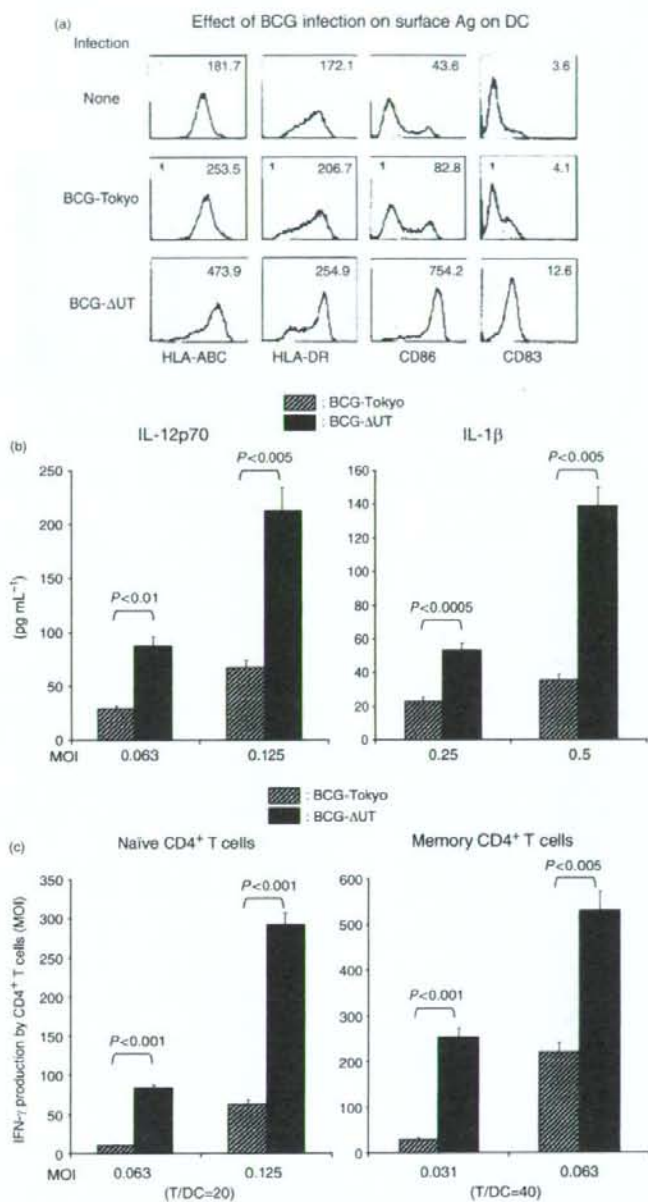 (a)
Effect of BCG infection on surface Ag on DC
Infection
None
181.7
172.1
43.6
3.6
BCG-Tokyo
253.5
206.7
82.8
4.1
BCG-ΔUT
473.9
254.9
754.2
12.6
HLA-ABC
HLA-DR
CD86
CD83
: BCG-Tokyo
: BCG-ΔUT
(b)
IL-12p70
IL-1β
(pg mL⁻¹)
250
200
150
100
50
0
P<0.01
P<0.005
140
120
100
80
60
40
20
0
P<0.0005
P<0.005
MOI
0.063
0.125
0.25
0.5
: BCG-Tokyo
: BCG-ΔUT
(c)
Naïve CD4⁺ T cells
Memory CD4⁺ T cells
IFN-γ production by CD4⁺ T cells (MOI)
350
300
250
200
150
100
50
0
P<0.001
P<0.001
600
500
400
300
200
100
0
P<0.001
P<0.005
MOI
0.063
0.125
0.031
0.063
(T/DC=20)
(T/DC=40)